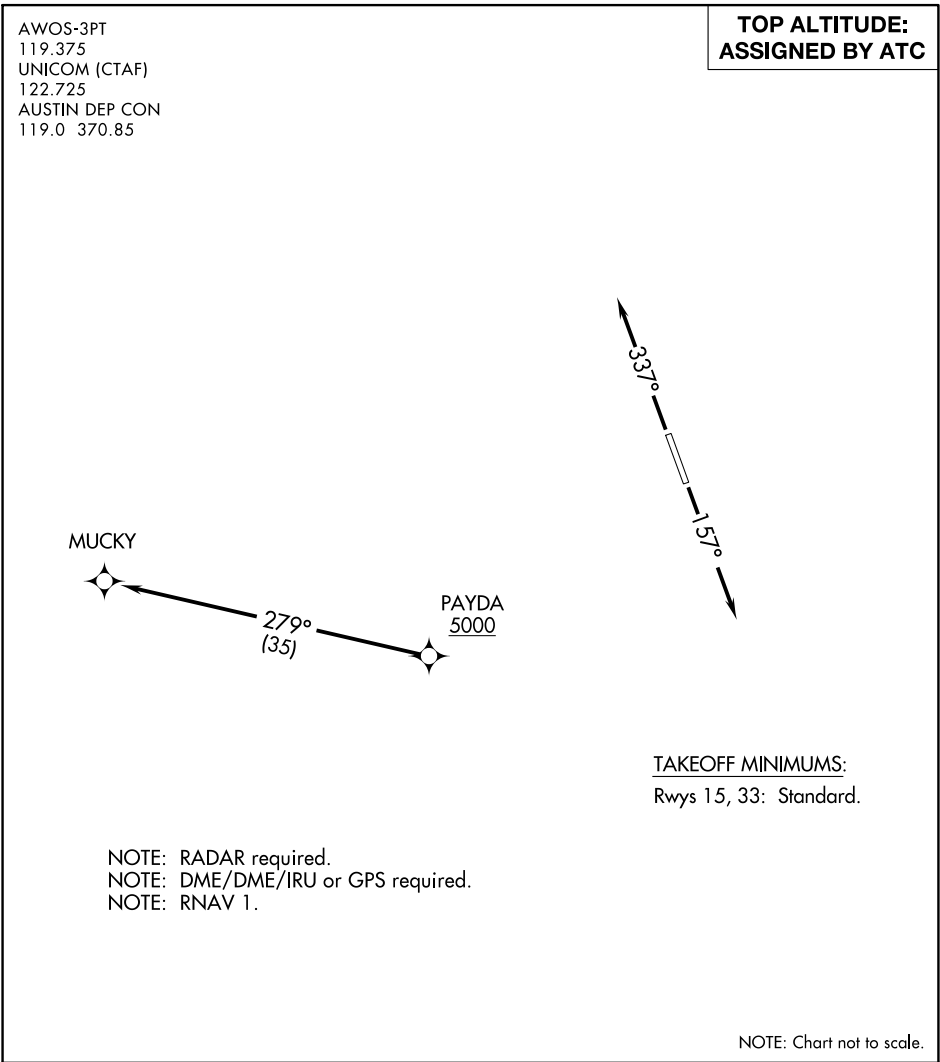 AWOS-3PT
119.375
UNICOM (CTAF)
122.725
AUSTIN DEP CON
119.0 370.85
TOP ALTITUDE:
ASSIGNED BY ATC
337°
157°
MUCKY
279°
(35)
PAYDA
5000
TAKEOFF MINIMUMS:
Rwys 15, 33: Standard.
NOTE: RADAR required.
NOTE: DME/DME/IRU or GPS required.
NOTE: RNAV 1.
NOTE: Chart not to scale.